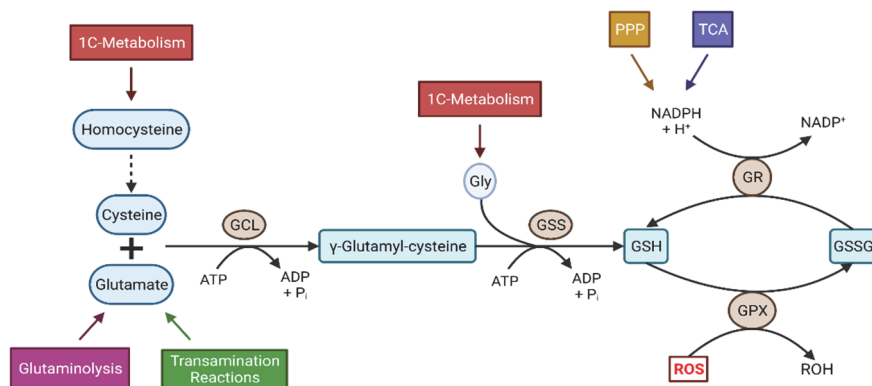 1C-Metabolism
PPP
TCA
Homocysteine
1C-Metabolism
NADPH
+ H⁺
NADP⁺
Gly
GR
Cysteine
+
GCL
GSS
γ-Glutamyl-cysteine
GSH
GSSG
Glutamate
ATP
ADP
+ Pᵢ
ATP
ADP
+ Pᵢ
GPX
Glutaminolysis
Transamination
Reactions
ROS
ROH